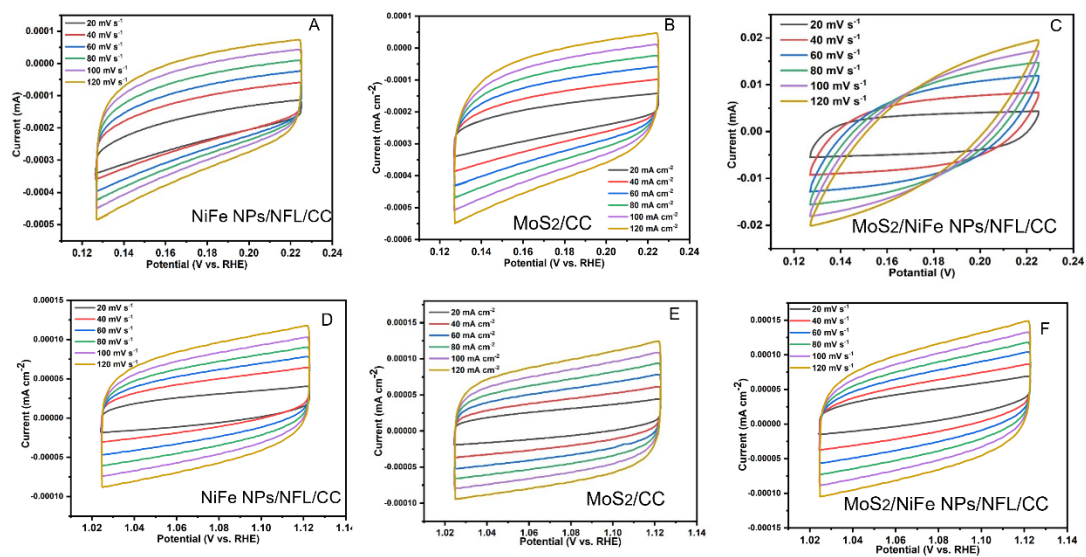 A
20 mV s⁻¹
40 mV s⁻¹
60 mV s⁻¹
80 mV s⁻¹
100 mV s⁻¹
120 mV s⁻¹
0.0001
0.0000
-0.0001
-0.0002
-0.0003
-0.0004
-0.0005
Current (mA)
NiFe NPs/NFL/CC
0.12 0.14 0.16 0.18 0.20 0.22 0.24
Potential (V vs. RHE)
B
0.0001
0.0000
-0.0001
-0.0002
-0.0003
-0.0004
-0.0005
-0.0006
Current (mA cm⁻²)
20 mA cm⁻²
40 mA cm⁻²
60 mA cm⁻²
80 mA cm⁻²
100 mA cm⁻²
120 mA cm⁻²
MoS2/CC
0.12 0.14 0.16 0.18 0.20 0.22 0.24
Potential (V vs. RHE)
C
20 mV s⁻¹
40 mV s⁻¹
60 mV s⁻¹
80 mV s⁻¹
100 mV s⁻¹
120 mV s⁻¹
0.02
0.01
0.00
-0.01
-0.02
Current (mA)
MoS2/NiFe NPs/NFL/CC
0.12 0.14 0.16 0.18 0.20 0.22 0.24
Potantial (V)
D
20 mV s⁻¹
40 mV s⁻¹
60 mV s⁻¹
80 mV s⁻¹
100 mV s⁻¹
120 mV s⁻¹
0.00015
0.00010
0.00005
0.00000
-0.00005
-0.00010
Current (mA cm⁻²)
NiFe NPs/NFL/CC
1.02 1.04 1.06 1.08 1.10 1.12 1.14
Potential (V vs. RHE)
E
20 mA cm⁻²
40 mA cm⁻²
60 mA cm⁻²
80 mA cm⁻²
100 mA cm⁻²
120 mA cm⁻²
0.00015
0.00010
0.00005
0.00000
-0.00005
-0.00010
Current (mA cm⁻²)
MoS2/CC
1.02 1.04 1.06 1.08 1.10 1.12 1.14
Potential (V vs. RHE)
F
20 mV s⁻¹
40 mV s⁻¹
60 mV s⁻¹
80 mV s⁻¹
100 mV s⁻¹
120 mV s⁻¹
0.00015
0.00010
0.00005
0.00000
-0.00005
-0.00010
-0.00015
Current (mA cm⁻²)
MoS2/NiFe NPs/NFL/CC
1.02 1.04 1.06 1.08 1.10 1.12 1.14
Potential (V vs. RHE)